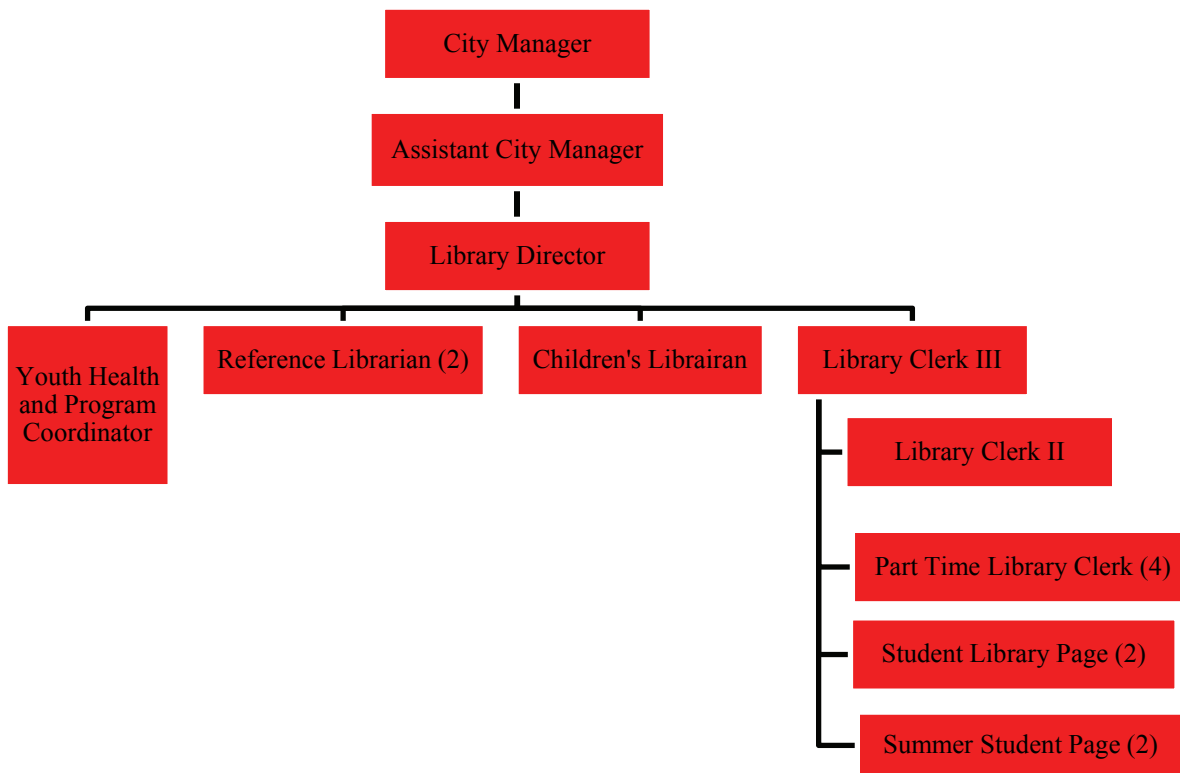 City Manager
Assistant City Manager
Library Director
Youth Health
and Program
Coordinator
Reference Librarian (2)
Children's Librairan
Library Clerk III
Library Clerk II
Part Time Library Clerk (4)
Student Library Page (2)
Summer Student Page (2)